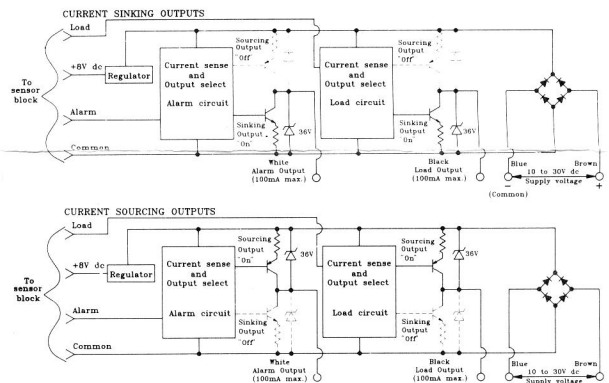 CURRENT SINKING OUTPUTS
Load
+8V dc
Regulator
To
sensor
block
Alarm
Common
Current sense
and
Output select
Alarm circuit
Sourcing
Output
"Off"
Sinking
Output
"On"
36V
White
Alarm Output
(100mA max.)
Current sense
and
Output select
Load circuit
Sourcing
Output
"Off"
Sinking
Output
"On"
36V
Black
Load Output
(100mA max.)
Blue
Brown
10 to 30V dc
Supply voltage
–
+
(Common)
CURRENT SOURCING OUTPUTS
Load
+8V dc
Regulator
To
sensor
block
Alarm
Common
Current sense
and
Output select
Alarm circuit
Sourcing
Output
"On"
36V
Sinking
Output
"Off"
White
Alarm Output
(100mA max.)
Current sense
and
Output select
Load circuit
Sourcing
Output
"On"
36V
Sinking
Output
"Off"
Black
Load Output
(100mA max.)
Blue
Brown
10 to 30V dc
Supply voltage